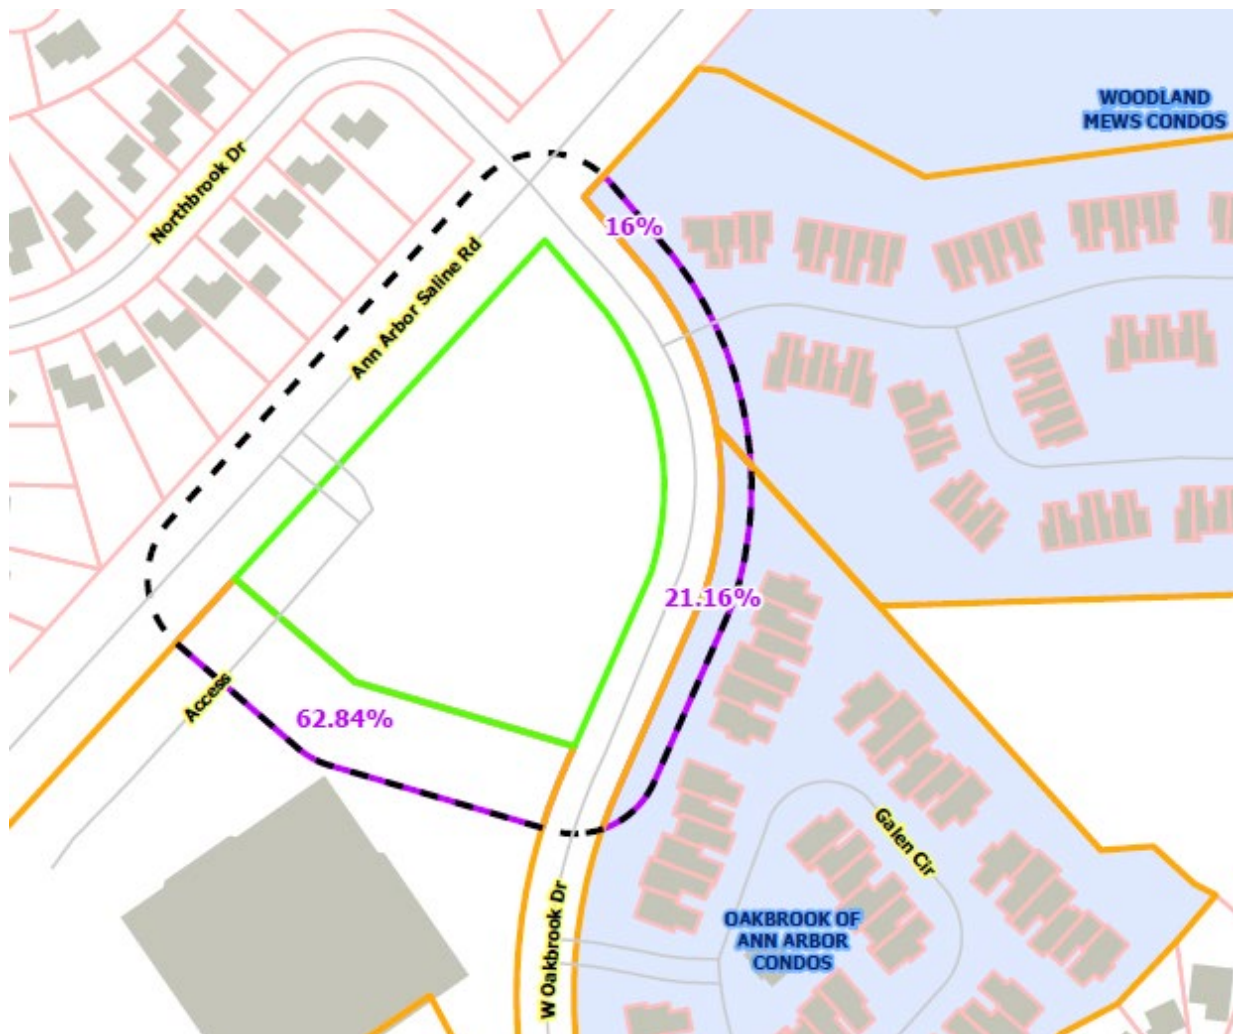 WOODLAND
MEWS CONDOS
Northbrook Dr
16%
Ann Arbor Saline Rd
21.16%
Access
62.84%
Galen Cir
W Oakbrook Dr
OAKBROOK OF
ANN ARBOR
CONDOS